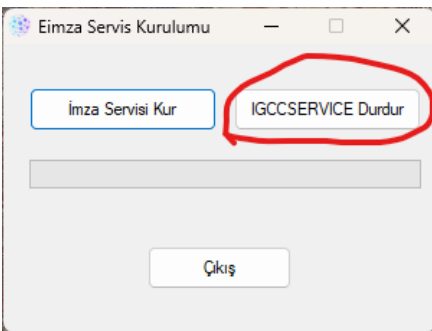 Eimza Servis Kurulumu
İmza Servisi Kur
IGCCSERVICE Durdur
Çıkış